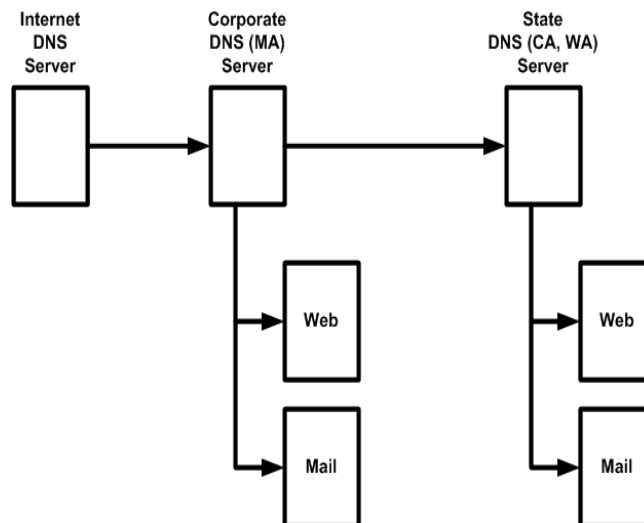 Internet
DNS
Server
Corporate
DNS (MA)
Server
State
DNS (CA, WA)
Server
Web
Mail
Web
Mail